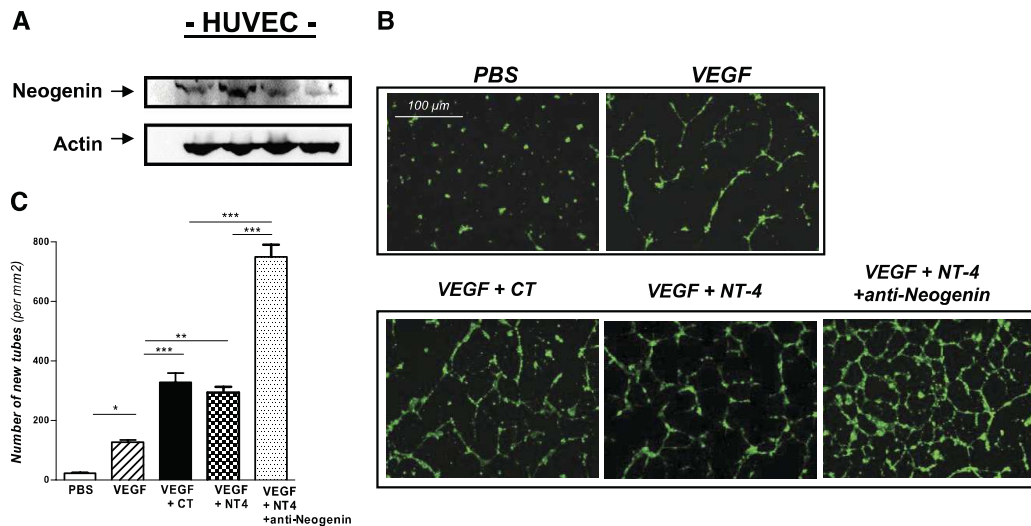 A
- HUVEC -
Neogenin
Actin
B
PBS
VEGF
100 µm
VEGF + CT
VEGF + NT-4
VEGF + NT-4
+anti-Neogenin
C
Number of new tubes (per mm2)
800
600
400
200
0
***
***
**
***
*
PBS
VEGF
VEGF
+ CT
VEGF
+ NT4
VEGF
+ NT4
+anti-Neogenin